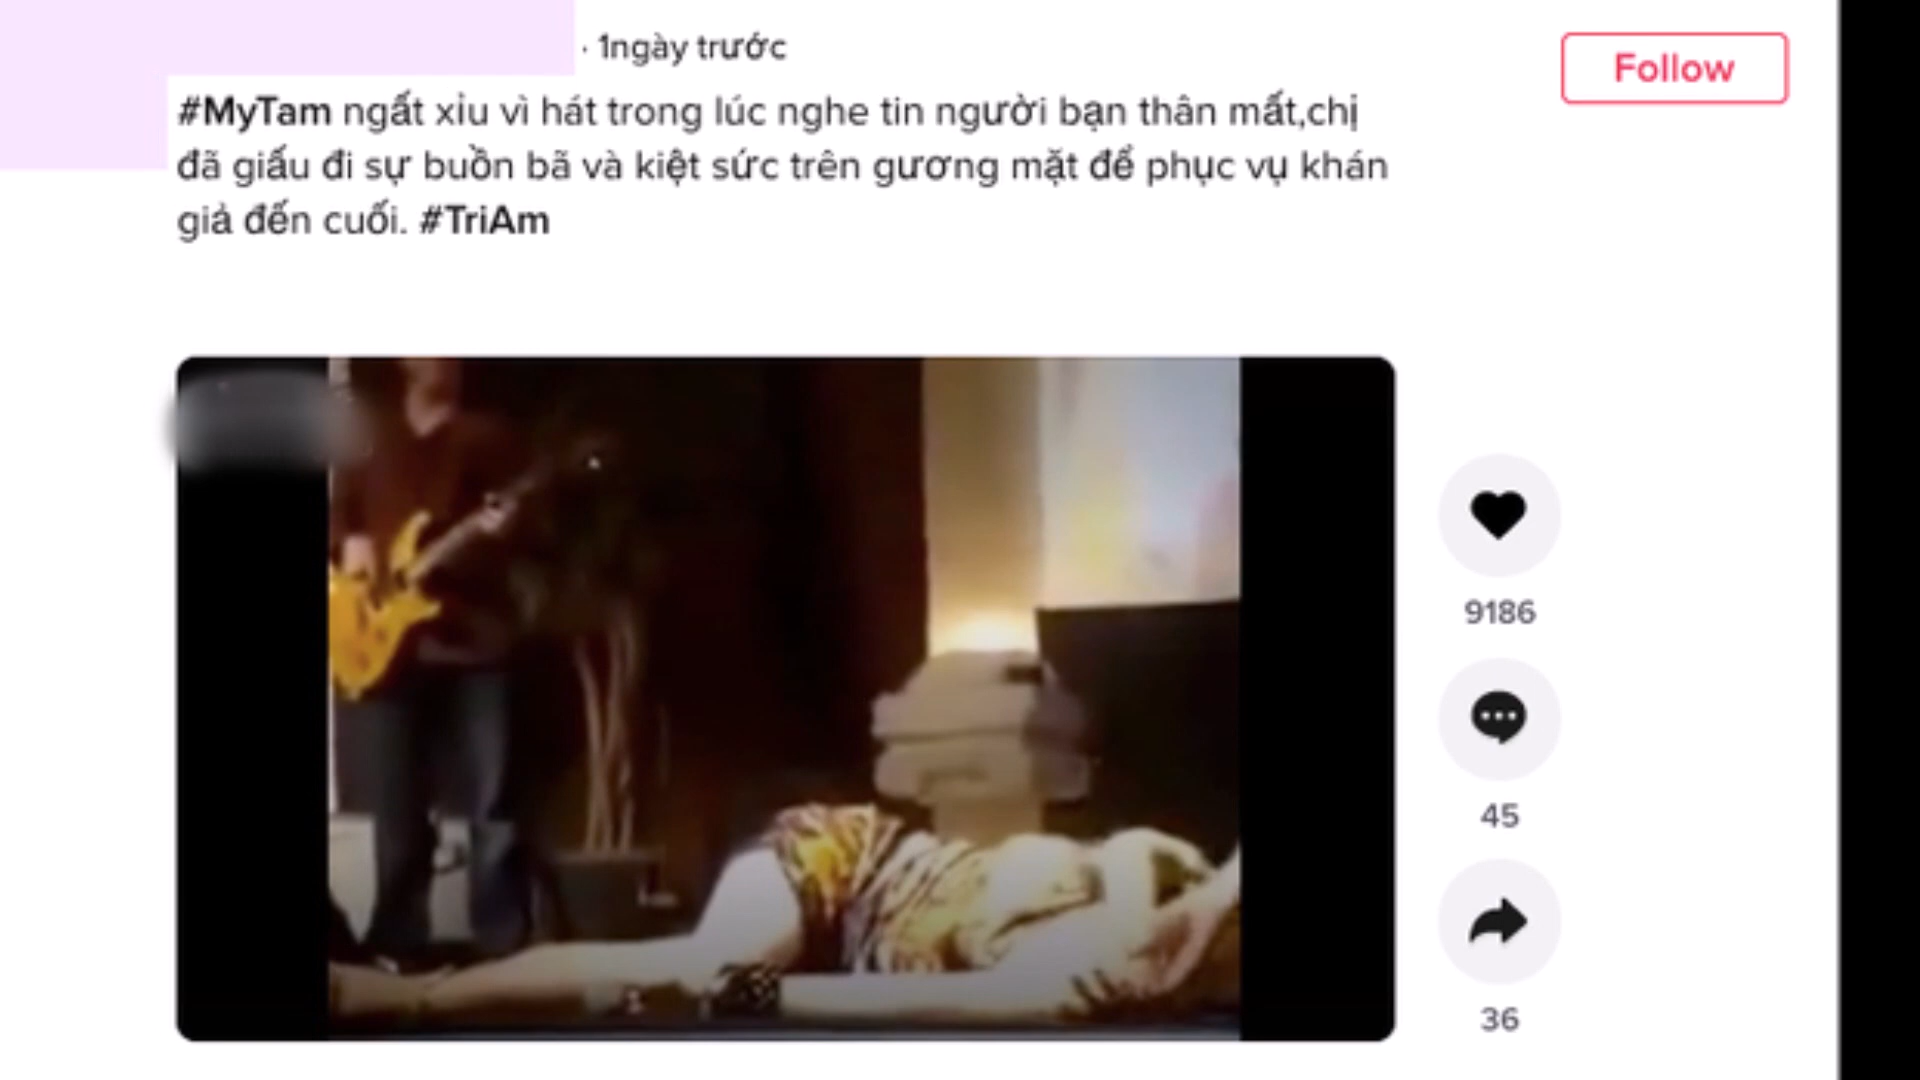 · 1ngày trước
Follow
#MyTam ngất xỉu vì hát trong lúc nghe tin người bạn thân mất,chị
đã giấu đi sự buồn bã và kiệt sức trên gương mặt để phục vụ khán
giả đến cuối. #TriAm
9186
45
36